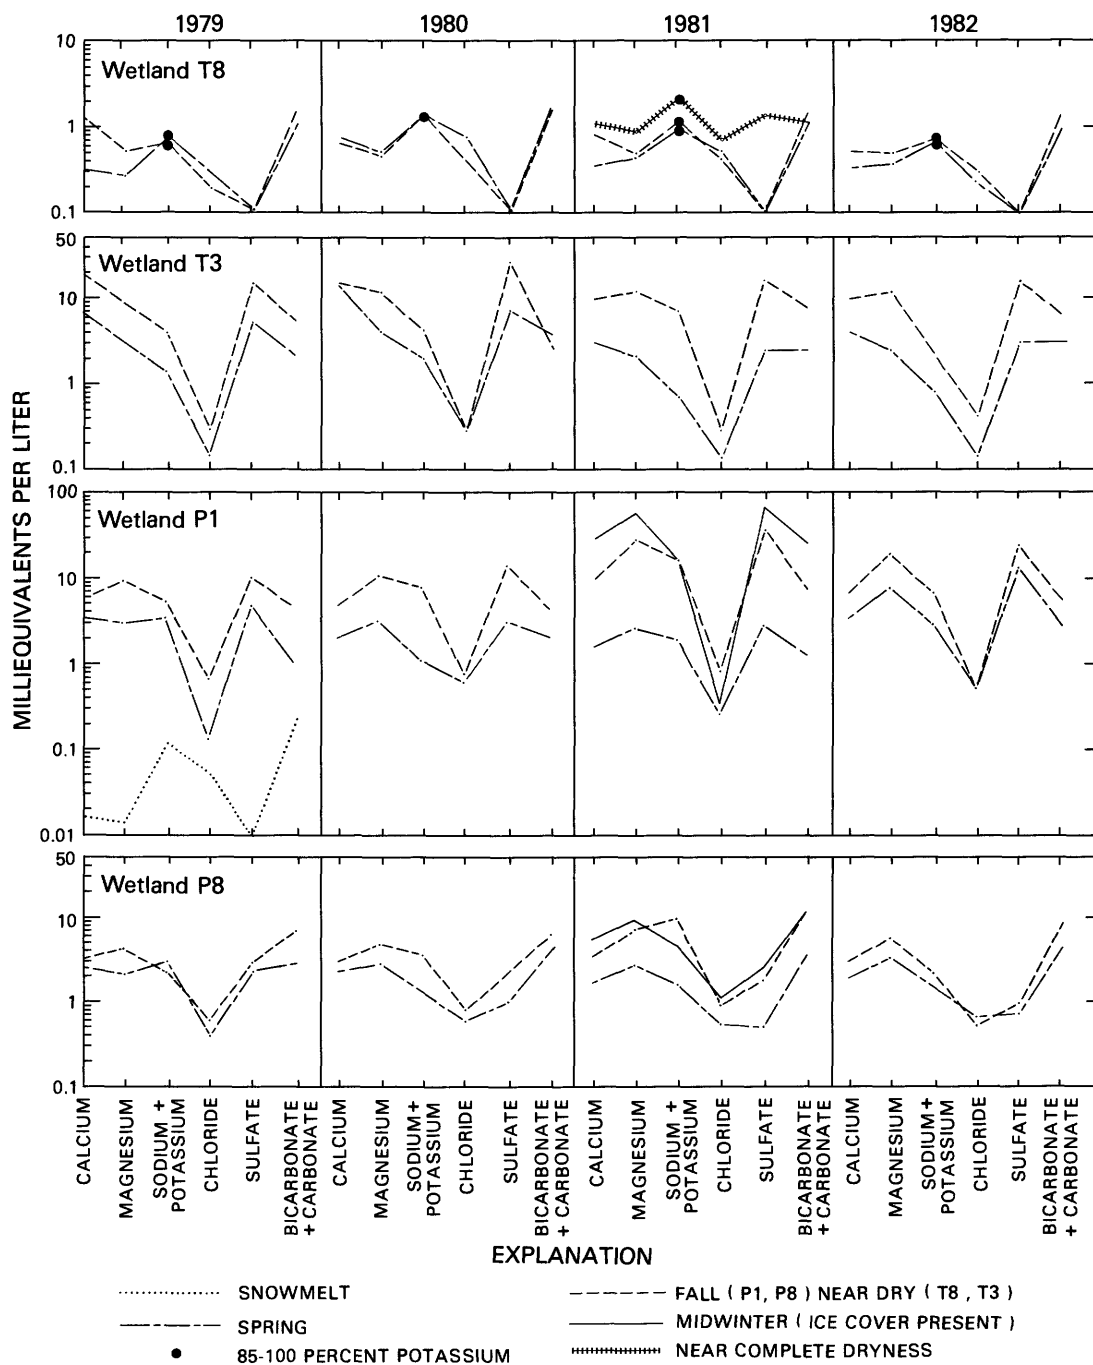 1979 1980 1981 1982
10
Wetland T8
1
0.1
50
Wetland T3
10
1
0.1
100
Wetland P1
10
1
0.1
0.01
50
Wetland P8
10
1
0.1
MILLIEQUIVALENTS PER LITER
CALCIUM
MAGNESIUM
SODIUM +
POTASSIUM
CHLORIDE
SULFATE
BICARBONATE
+ CARBONATE
CALCIUM
MAGNESIUM
SODIUM+
POTASSIUM
CHLORIDE
SULFATE
BICARBONATE
+ CARBONATE
CALCIUM
MAGNESIUM
SODIUM +
POTASSIUM
CHLORIDE
SULFATE
BICARBONATE
+ CARBONATE
CALCIUM
MAGNESIUM
SODIUM+
POTASSIUM
CHLORIDE
SULFATE
BICARBONATE
+ CARBONATE
EXPLANATION
SNOWMELT
SPRING
85-100 PERCENT POTASSIUM
FALL ( P1, P8 ) NEAR DRY ( T8 , T3 )
MIDWINTER ( ICE COVER PRESENT )
NEAR COMPLETE DRYNESS